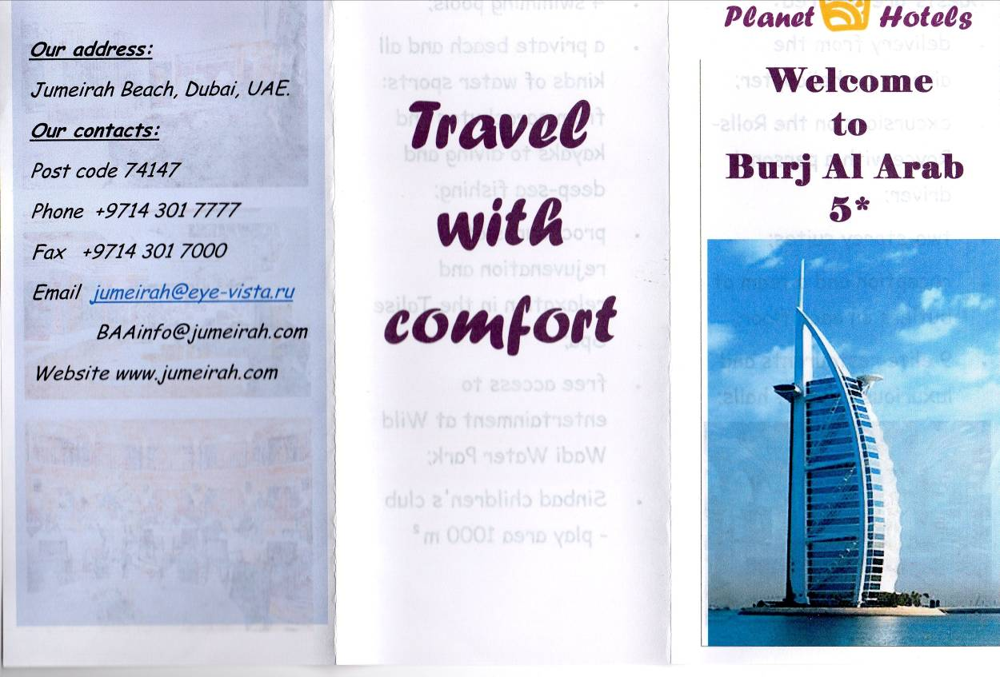 Our address:
Jumeirah Beach, Dubai, UAE.
Our contacts:
Post code 74147
Phone +9714 301 7777
Fax +9714 301 7000
Email jumeirah@eye-vista.ru
BAAinfo@jumeirah.com
Website www.jumeirah.com
Travel
with
comfort
Planet Hotels
Welcome
to
Burj Al Arab
5*